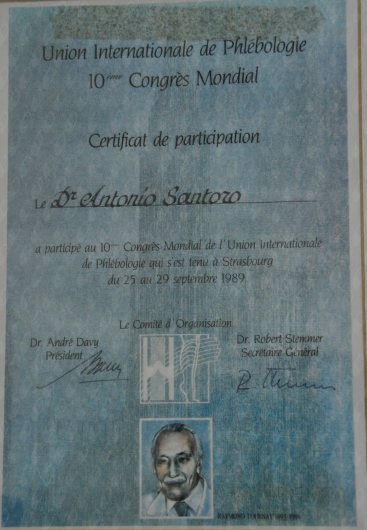 Union Internationale de Phlébologie
10ème Congrès Mondial
Certificat de participation
Le Dr Antonio Santoro
a participé au 10ème Congrès Mondial de l'Union Internationale
de Phlébologie qui s'est tenu à Strasbourg
du 25 au 29 septembre 1989
Le Comité d'Organisation
Dr. André Davy
Président
Dr. Robert Stemmer
Secrétaire Général